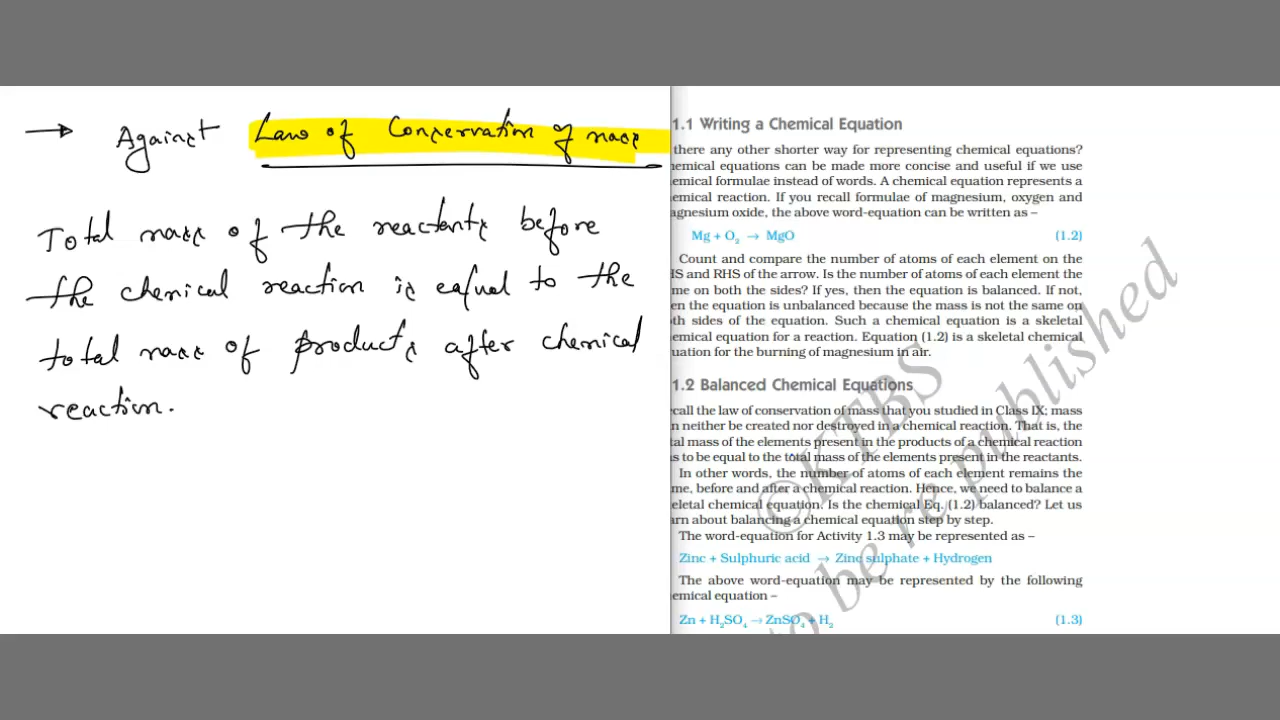 → Against Law of Conservation of mass
Total mass of the reactants before
the chemical reaction is equal to the
total mass of products after chemical
reaction.
1.1 Writing a Chemical Equation
there any other shorter way for representing chemical equations?
emical equations can be made more concise and useful if we use
emical formulae instead of words. A chemical equation represents a
emical reaction. If you recall formulae of magnesium, oxygen and
agnesium oxide, the above word-equation can be written as –
Mg + O₂ → MgO (1.2)
Count and compare the number of atoms of each element on the
HS and RHS of the arrow. Is the number of atoms of each element the
me on both the sides? If yes, then the equation is balanced. If not,
en the equation is unbalanced because the mass is not the same on
th sides of the equation. Such a chemical equation is a skeletal
emical equation for a reaction. Equation (1.2) is a skeletal chemical
uation for the burning of magnesium in air.
1.2 Balanced Chemical Equations
call the law of conservation of mass that you studied in Class IX; mass
n neither be created nor destroyed in a chemical reaction. That is, the
tal mass of the elements present in the products of a chemical reaction
s to be equal to the total mass of the elements present in the reactants.
In other words, the number of atoms of each element remains the
me, before and after a chemical reaction. Hence, we need to balance a
eletal chemical equation. Is the chemical Eq. (1.2) balanced? Let us
arn about balancing a chemical equation step by step.
The word-equation for Activity 1.3 may be represented as –
Zinc + Sulphuric acid → Zinc sulphate + Hydrogen
The above word-equation may be represented by the following
emical equation –
Zn + H₂SO₄ → ZnSO₄ + H₂ (1.3)
©KTBS
to be republished